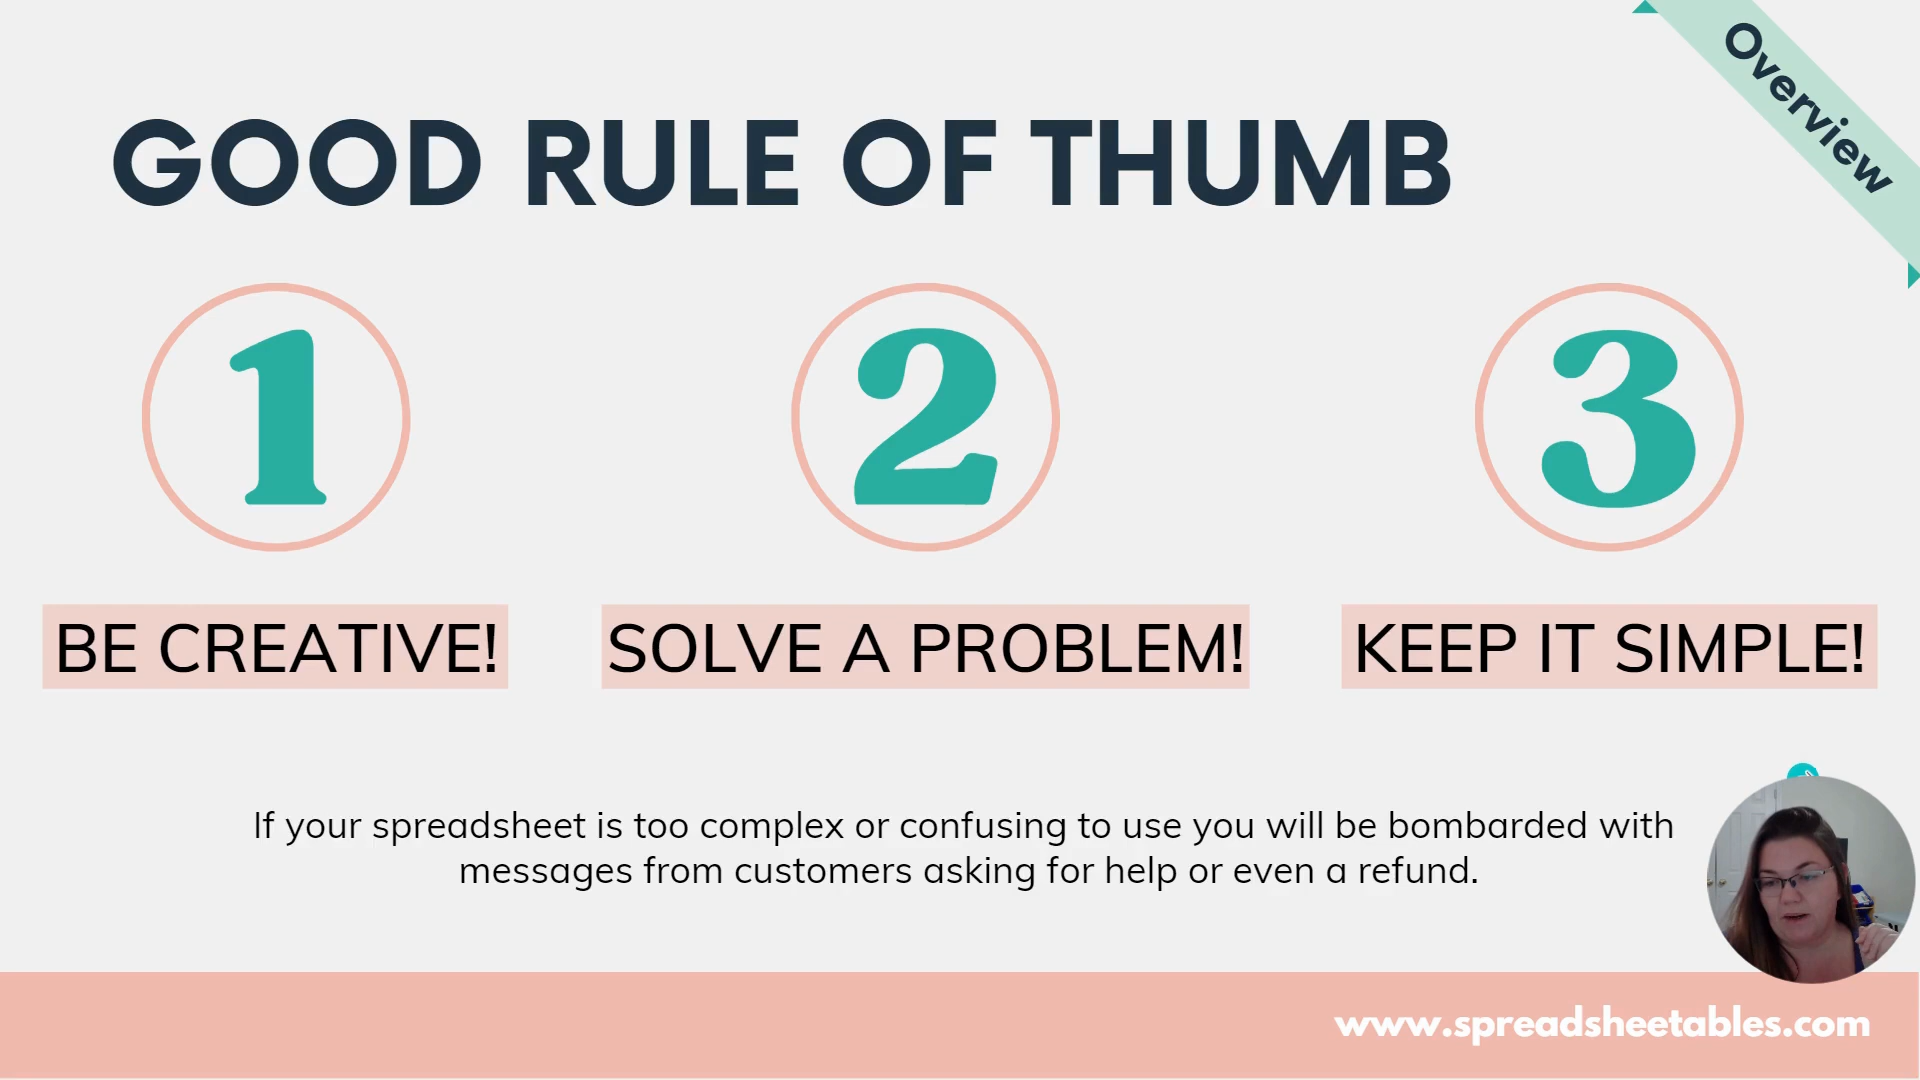 Overview
GOOD RULE OF THUMB
1
2
3
BE CREATIVE!
SOLVE A PROBLEM!
KEEP IT SIMPLE!
If your spreadsheet is too complex or confusing to use you will be bombarded with
messages from customers asking for help or even a refund.
www.spreadsheetables.com